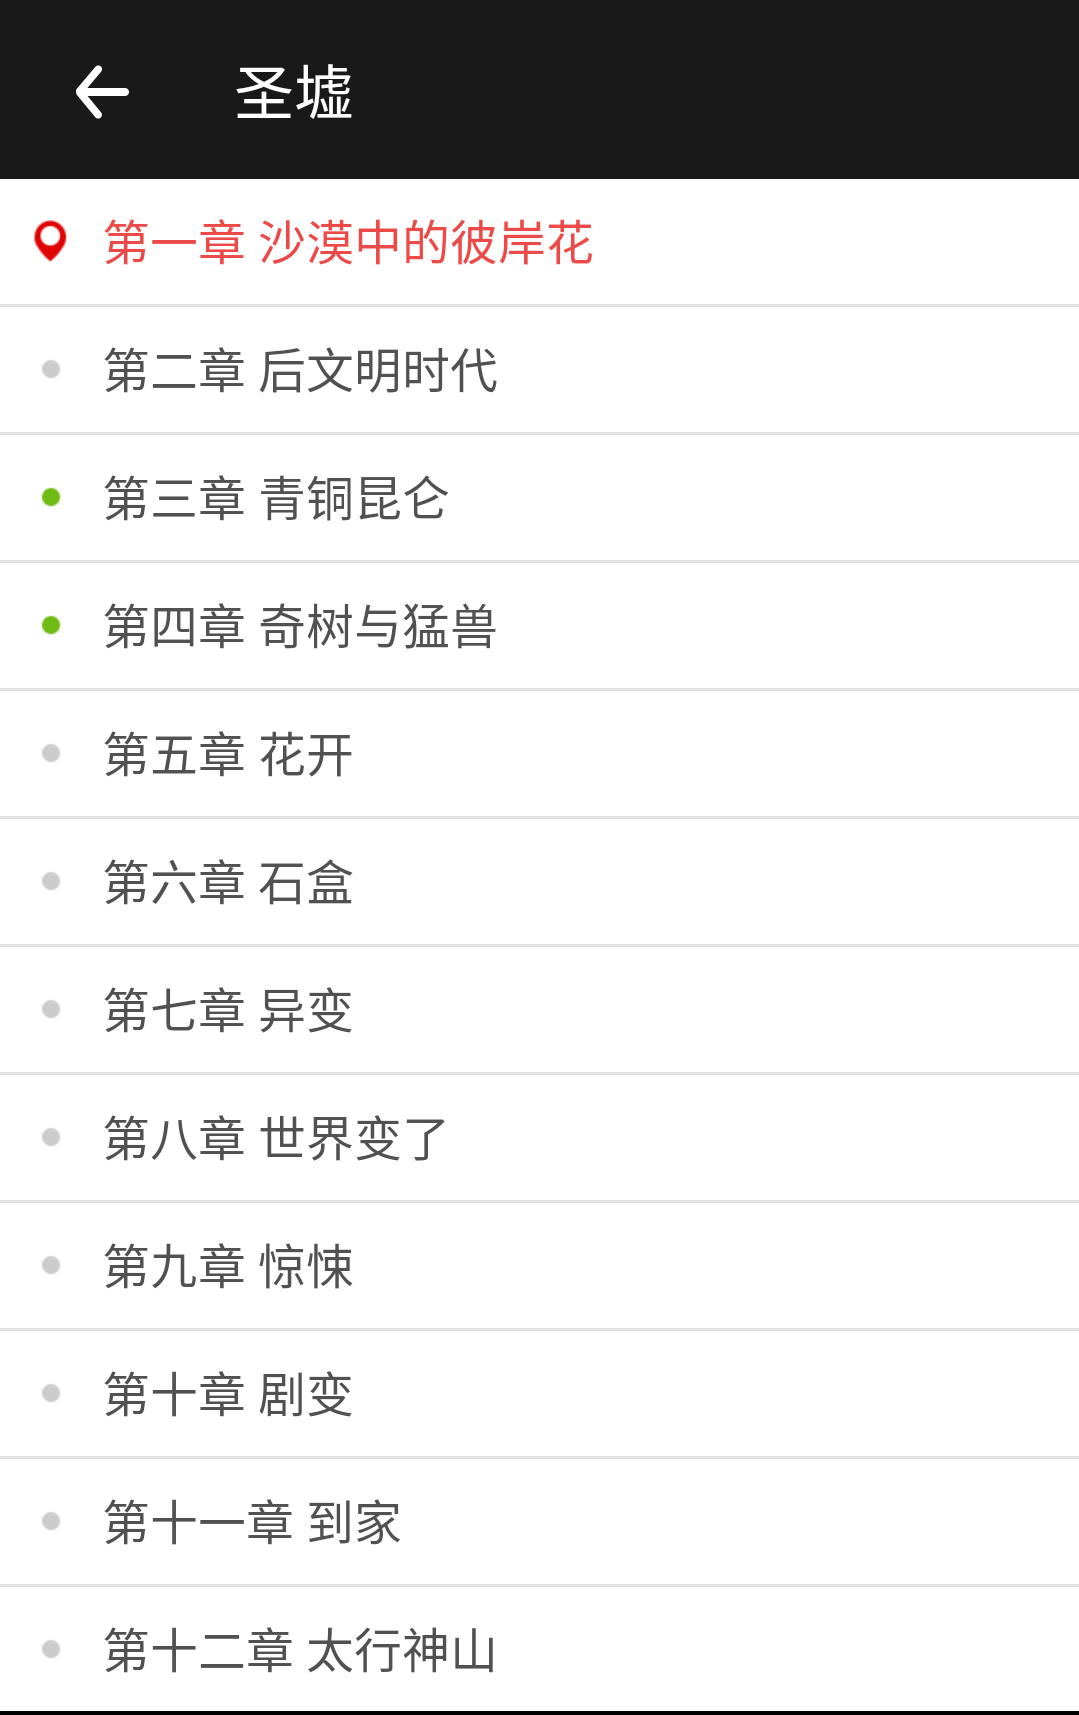 圣墟
第一章 沙漠中的彼岸花
第二章 后文明时代
第三章 青铜昆仑
第四章 奇树与猛兽
第五章 花开
第六章 石盒
第七章 异变
第八章 世界变了
第九章 惊悚
第十章 剧变
第十一章 到家
第十二章 太行神山